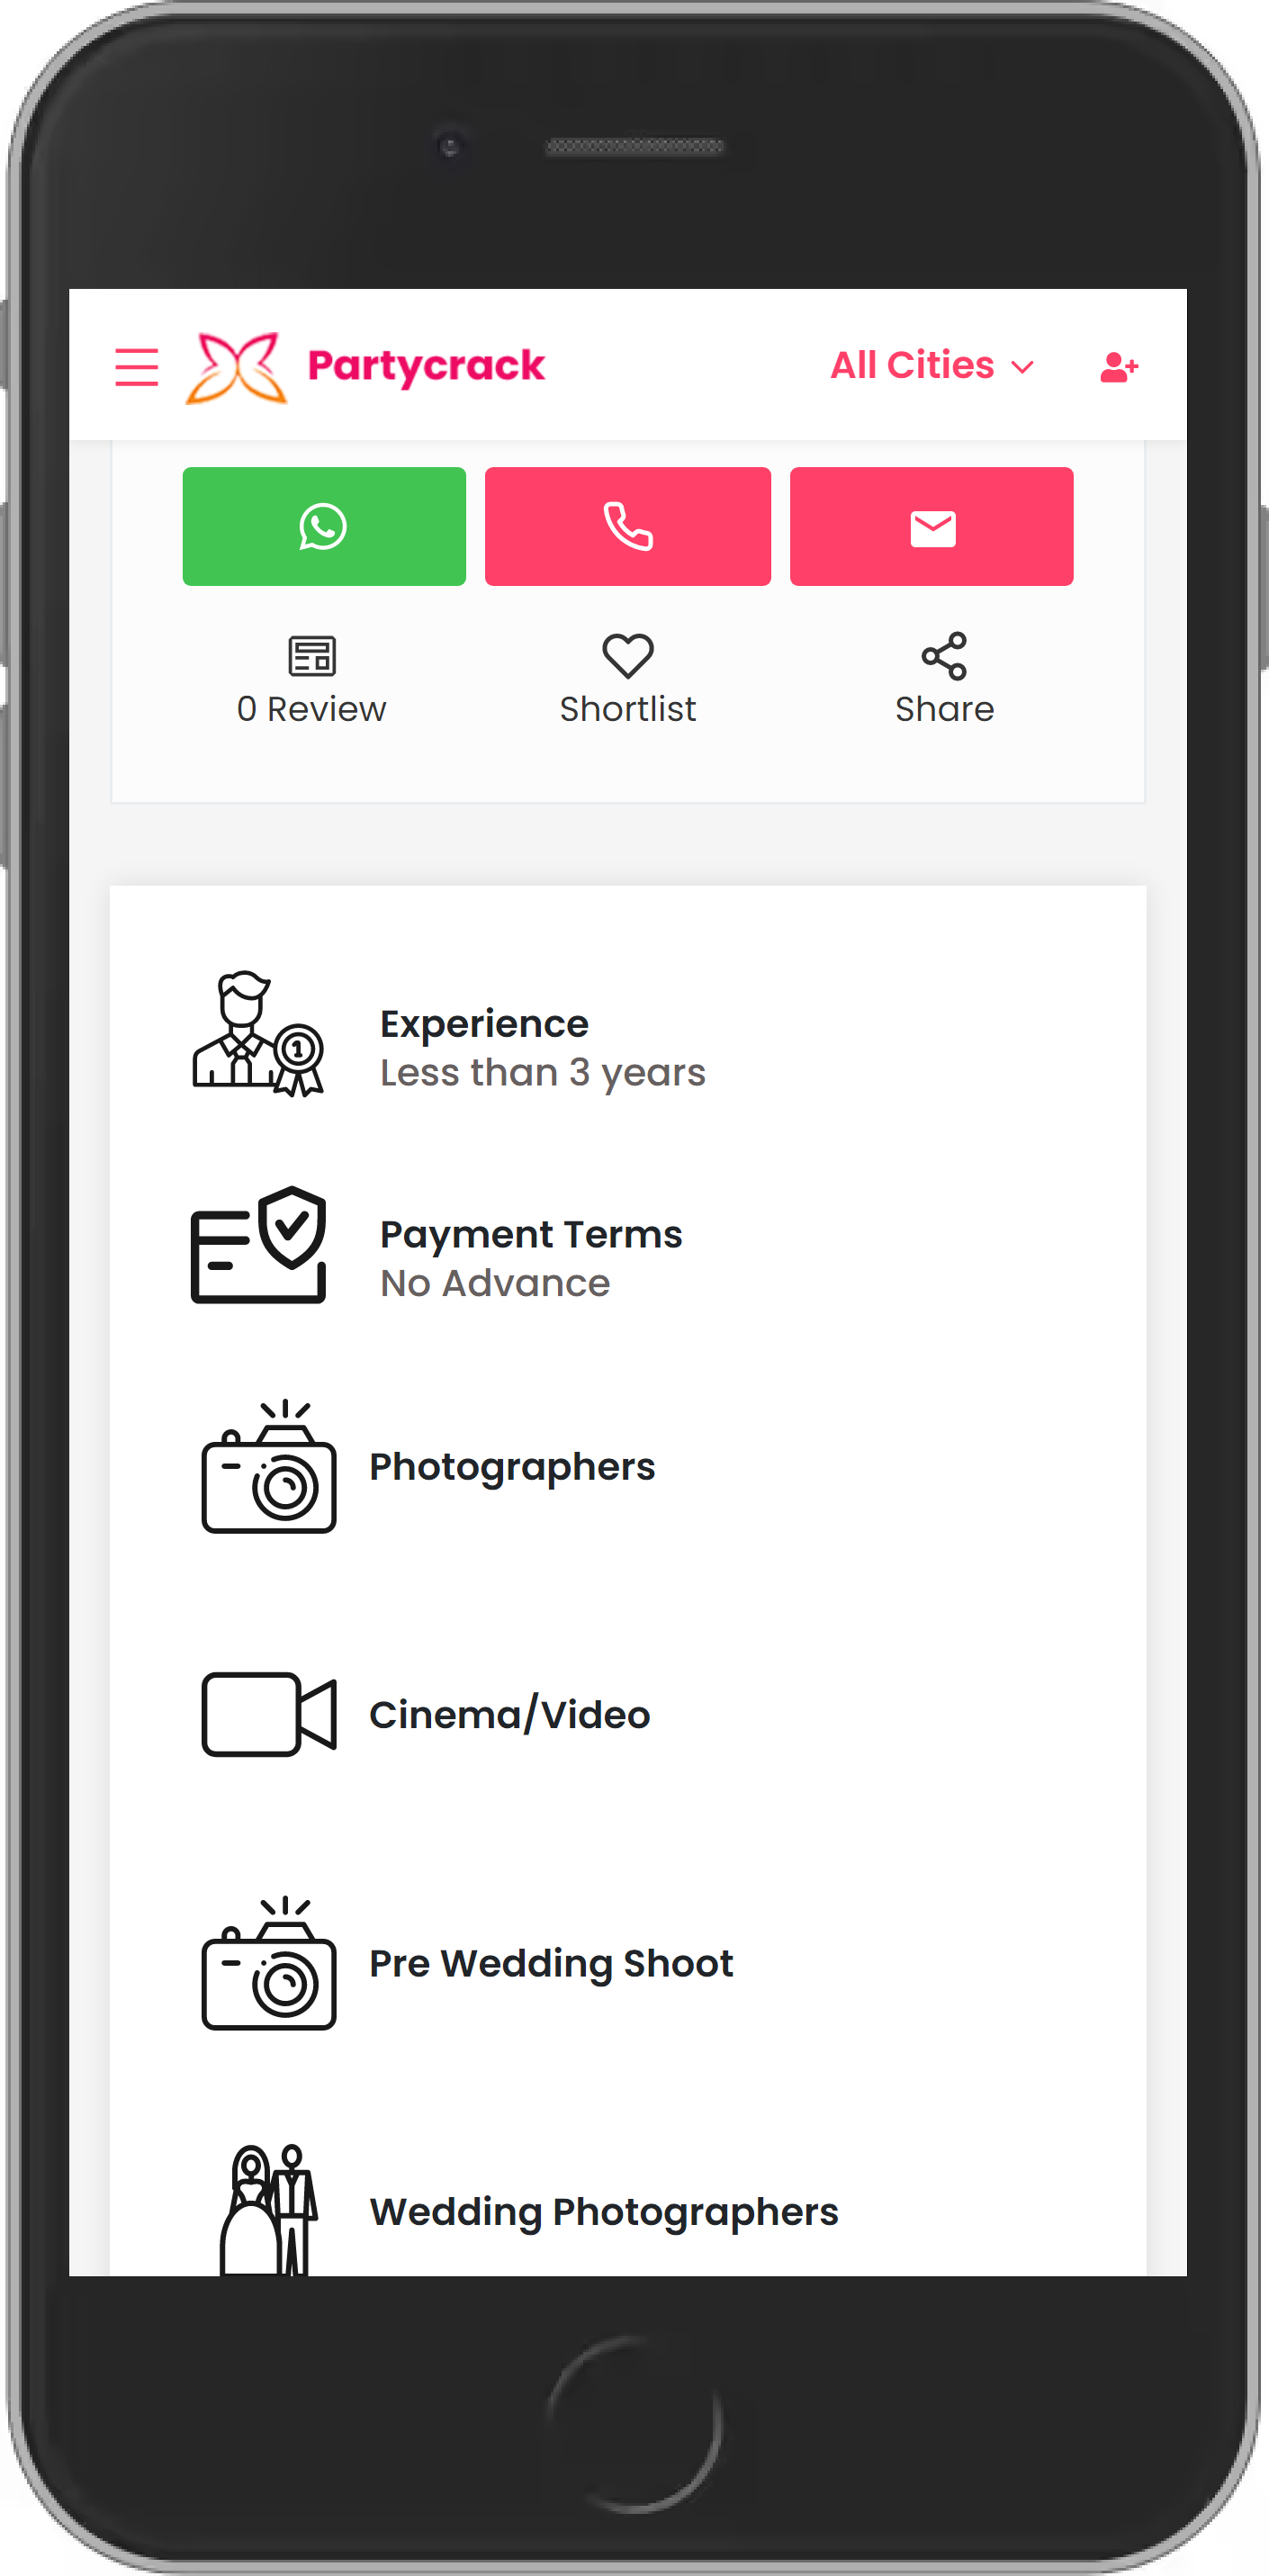 Partycrack
All Cities
0 Review
Shortlist
Share
1
Experience
Less than 3 years
Payment Terms
No Advance
Photographers
Cinema/Video
Pre Wedding Shoot
Wedding Photographers